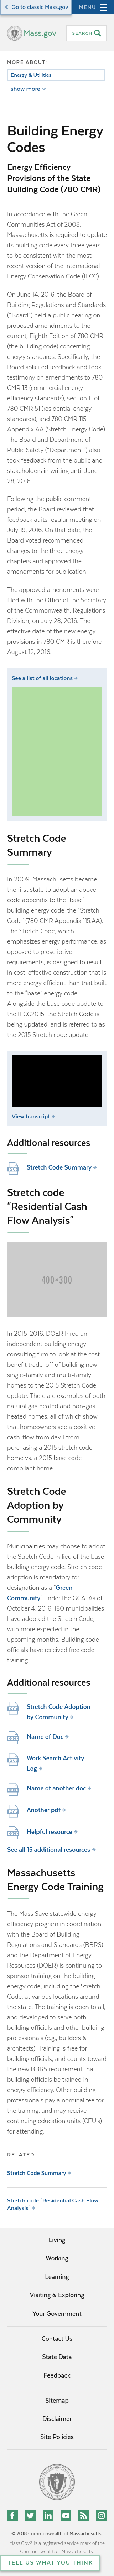 Go to classic Mass.gov
MENU
Mass.gov
SEARCH
MORE ABOUT
Energy & Utilities
show more
Building Energy
Codes
Energy Efficiency
Provisions of the State
Building Code (780 CMR)
In accordance with the Green
Communities Act of 2008,
Massachusetts is required to update
its building energy code every three
years to be consistent with the most
recent version of the International
Energy Conservation Code (IECC).
On June 14, 2016, the Board of
Building Regulations and Standards
("Board") held a public hearing on
proposed amendments to the
current, Eighth Edition of 780 CMR
(the building code) concerning
energy standards. Specifically, the
Board solicited feedback and took
testimony on amendments to 780
CMR 13 (commercial energy
efficiency standards), section 11 of
780 CMR 51 (residential energy
standards), and 780 CMR 115
Appendix AA (Stretch Energy Code).
The Board and Department of
Public Safety ("Department") also
took feedback in writing from
stakeholders in writing until June
28, 2016.
Following the public comment
period, the Board reviewed that
feedback at its regular meeting on
July 19, 2016. On that date, the
Board voted overwhelmingly to
accept and approve the
amendments for final promulgation
The approved amendments were
filed with the Office of the Secretary
of the Commonwealth, Regulations
Division, on July 28, 2016. The
effective date of the new energy
provisions in 780 CMR is therefore
August 12, 2016.
See a list of all locations
Stretch Code
Summary
In 2009, Massachusetts became
the first state to adopt an above-
code appendix to the "base"
building energy code the "Stretch
Code" (780 CMR Appendix 115.AA).
The Stretch Code, which
emphasizes energy performance, as
opposed to prescriptive
requirements, is designed to result
in cost-effective construction that is
more energy efficient than that built
to the "base" energy code.
Alongside the base code update to
IECC2015, the Stretch Code is
being updated, and is referred to as
the 2015 Stretch code update.
View transcript
Additional resources
Stretch Code Summary
Stretch code
"Residential Cash
Flow Analysis"
400×300
In 2015-2016, DOER hired an
independent building energy
consulting firm to look at the cost-
benefit trade-off of building new
single family and multi-family
homes to the 2015 Stretch Code
update. There are examples of both
natural gas heated and non-gas
heated homes, all of which show
that homeowners see a positive
cash-flow from day 1 from
purchasing a 2015 stretch code
home vs. a 2015 base code
compliant home.
Stretch Code
Adoption by
Community
Municipalities may choose to adopt
the Stretch Code in lieu of the base
building energy code. Stretch code
adoption is mandatory for
designation as a "Green
Community" under the GCA. As of
October 4, 2016, 180 municipalities
have adopted the Stretch Code,
with many more expected in the
upcoming months. Building code
officials have received free code
training.
Additional resources
Stretch Code Adoption
by Community
Name of Doc
Work Search Activity
Log
Name of another doc
Another pdf
Helpful resource
See all 15 additional resources
Massachusetts
Energy Code Training
The Mass Save statewide energy
efficiency program in coordination
with the Board of Building
Regulations and Standards (BBRS)
and the Department of Energy
Resources (DOER) is continuing to
sponsor training in the building
energy code, including the Stretch
Code, at various locations around
the state. The training is open to all,
and is developed to meet the needs
of both code officials and other
building professionals (e.g.,
builders & architects). Training is free for building
officials and counts toward two
new BBRS requirement for building
officials to be trained in energy
efficiency. Other building
professionals may pay a nominal
fee, and may receive two
continuing education units (CEU's)
for attending.
RELATED
Stretch Code Summary
Stretch code "Residential Cash Flow
Analysis"
Living
Working
Learning
Visiting & Exploring
Your Government
Contact Us
State Data
Feedback
Sitemap
Disclaimer
Site Policies
© 2018 Commonwealth of Massachusetts.
Mass.Gov® is a registered service mark of the
Commonwealth of Massachusetts.
TELL US WHAT YOU THINK